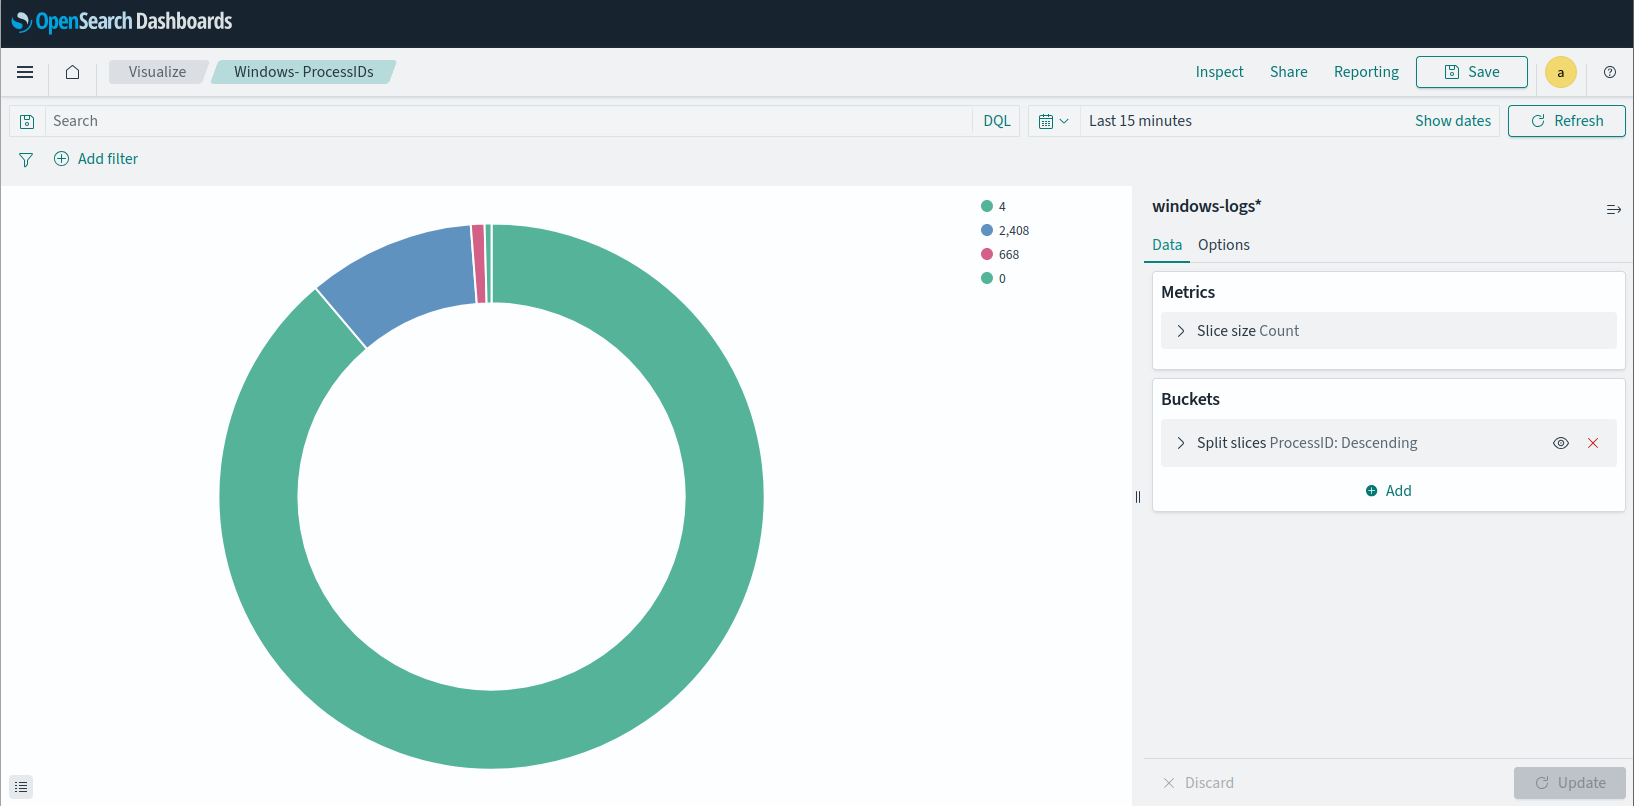 OpenSearch Dashboards
Visualize
Windows- ProcessIDs
Inspect
Share
Reporting
Save
a
Search
DQL
Last 15 minutes
Show dates
Refresh
Add filter
4
2,408
668
0
windows-logs*
Data
Options
Metrics
Slice size Count
Buckets
Split slices ProcessID: Descending
Add
Discard
Update